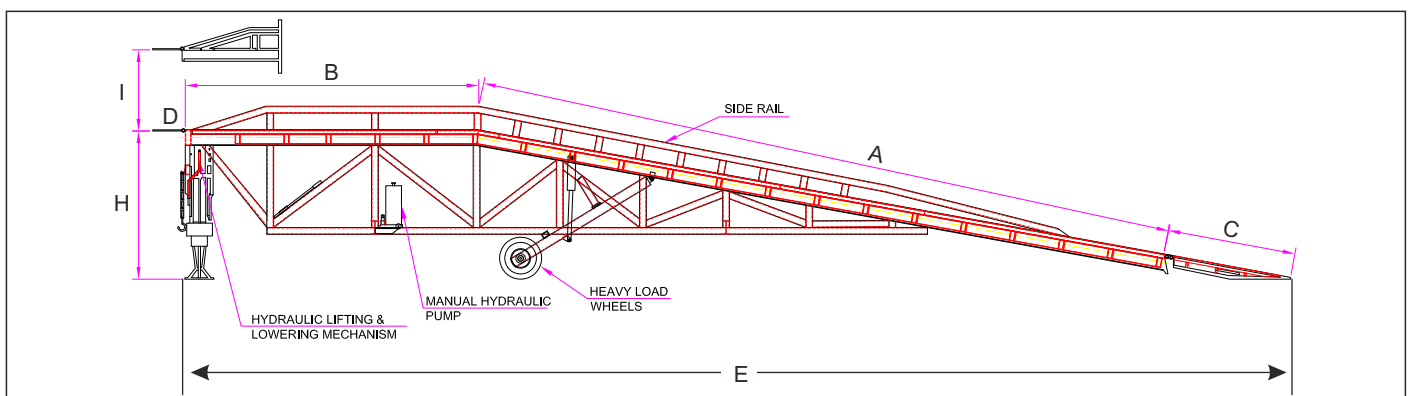 B
I
D
SIDE RAIL
A
H
C
MANUAL HYDRAULIC
PUMP
HEAVY LOAD
WHEELS
HYDRAULIC LIFTING &
LOWERING MECHANISM
E